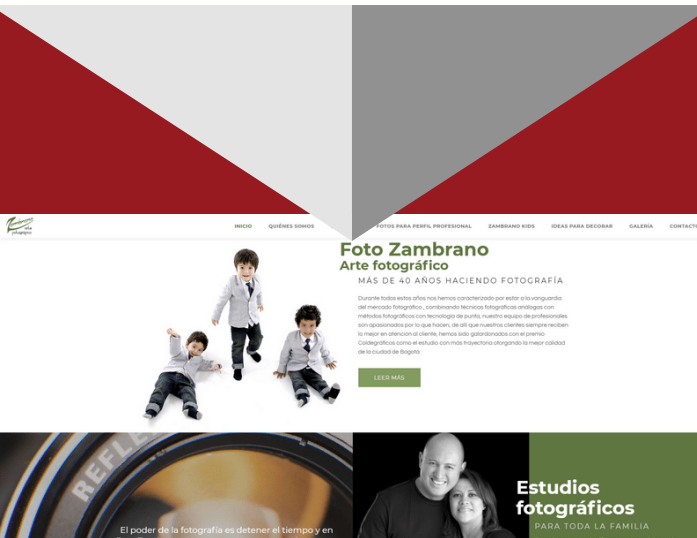 Zambrano
INICIO QUIÉNES SOMOS FOTOS PARA PERFIL PROFESIONAL ZAMBRANO KIDS IDEAS PARA DECORAR GALERÍA CONTACTO
Foto Zambrano
Arte fotográfico
MÁS DE 40 AÑOS HACIENDO FOTOGRAFÍA
Durante todos estos años nos hemos caracterizado por estar a la vanguardia
del mercado fotográfico , combinando técnicas fotográficas análogas con
métodos fotográficos con tecnología de punta, nuestro equipo de profesionales
son apasionados por lo que hacen, de allí que nuestros clientes siempre reciben
lo mejor en atención al cliente, hemos sido galardonados con el premio
Caldegráficos como el estudio con mas trayectoria otorgando la mejor calidad
de la ciudad de Bogotá.
LEER MÁS
REFLE
El poder de la fotografía es detener el tiempo y en
Estudios
fotográficos
PARA TODA LA FAMILIA